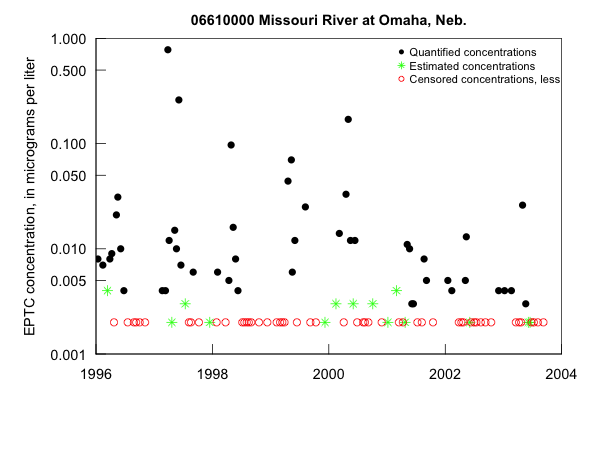 06610000 Missouri River at Omaha, Neb.
EPTC concentration, in micrograms per liter
1.000
0.500
0.100
0.050
0.010
0.005
0.001
Quantified concentrations
Estimated concentrations
Censored concentrations, less
1996 1998 2000 2002 2004